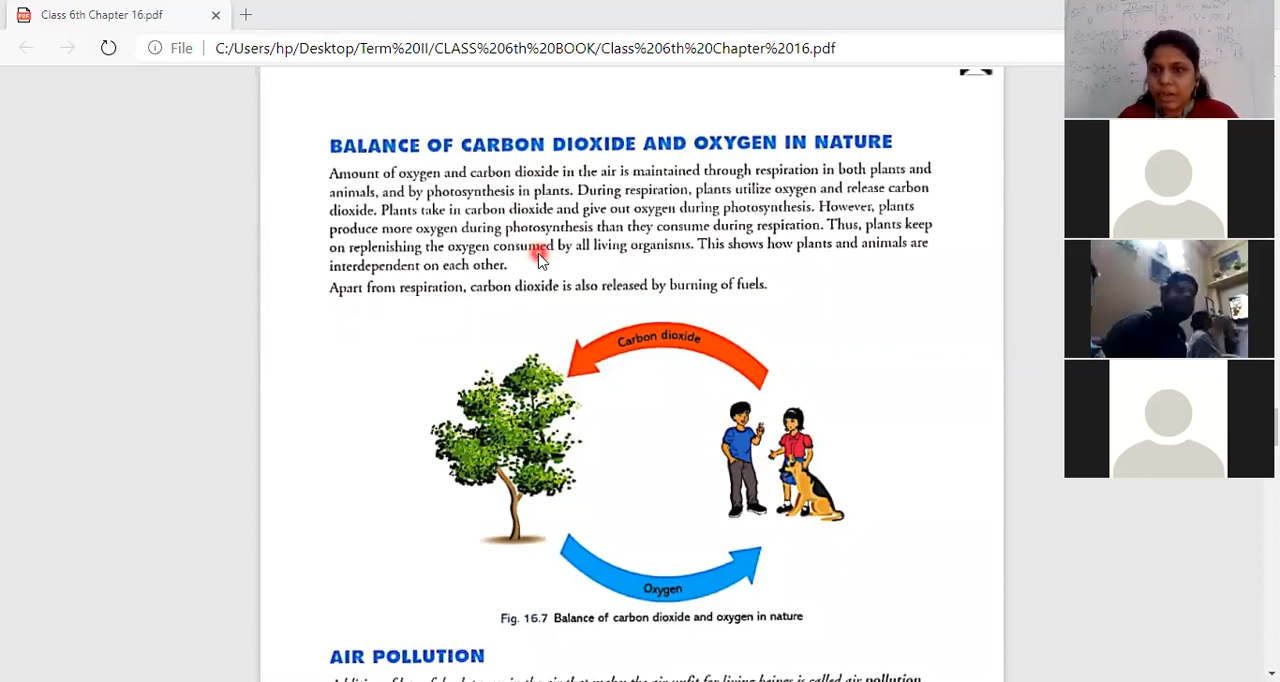 Class 6th Chapter 16.pdf
File
C:/Users/hp/Desktop/Term%20II/CLASS%206th%20BOOK/Class%206th%20Chapter%2016.pdf
BALANCE OF CARBON DIOXIDE AND OXYGEN IN NATURE
Amount of oxygen and carbon dioxide in the air is maintained through respiration in both plants and
animals, and by photosynthesis in plants. During respiration, plants utilize oxygen and release carbon
dioxide. Plants take in carbon dioxide and give out oxygen during photosynthesis. However, plants
produce more oxygen during photosynthesis than they consume during respiration. Thus, plants keep
on replenishing the oxygen consumed by all living organisms. This shows how plants and animals are
interdependent on each other.
Apart from respiration, carbon dioxide is also released by burning of fuels.
Carbon dioxide
Oxygen
Fig. 16.7 Balance of carbon dioxide and oxygen in nature
AIR POLLUTION